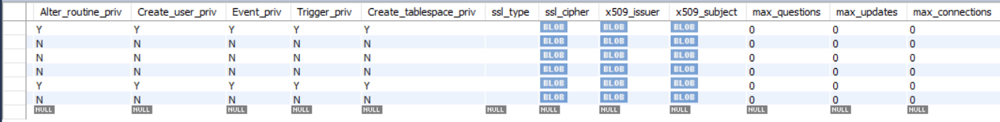 Alter_routine_priv Create_user_priv Event_priv Trigger_priv Create_tablespace_priv ssl_type ssl_cipher x509_issuer x509_subject max_questions max_updates max_connections
Y Y Y Y Y BLOB BLOB BLOB 0 0 0
N N N N N BLOB BLOB BLOB 0 0 0
N N N N N BLOB BLOB BLOB 0 0 0
N N N N N BLOB BLOB BLOB 0 0 0
Y Y Y Y Y BLOB BLOB BLOB 0 0 0
N N N N N BLOB BLOB BLOB 0 0 0
NULL NULL NULL NULL NULL NULL NULL NULL NULL NULL NULL NULL